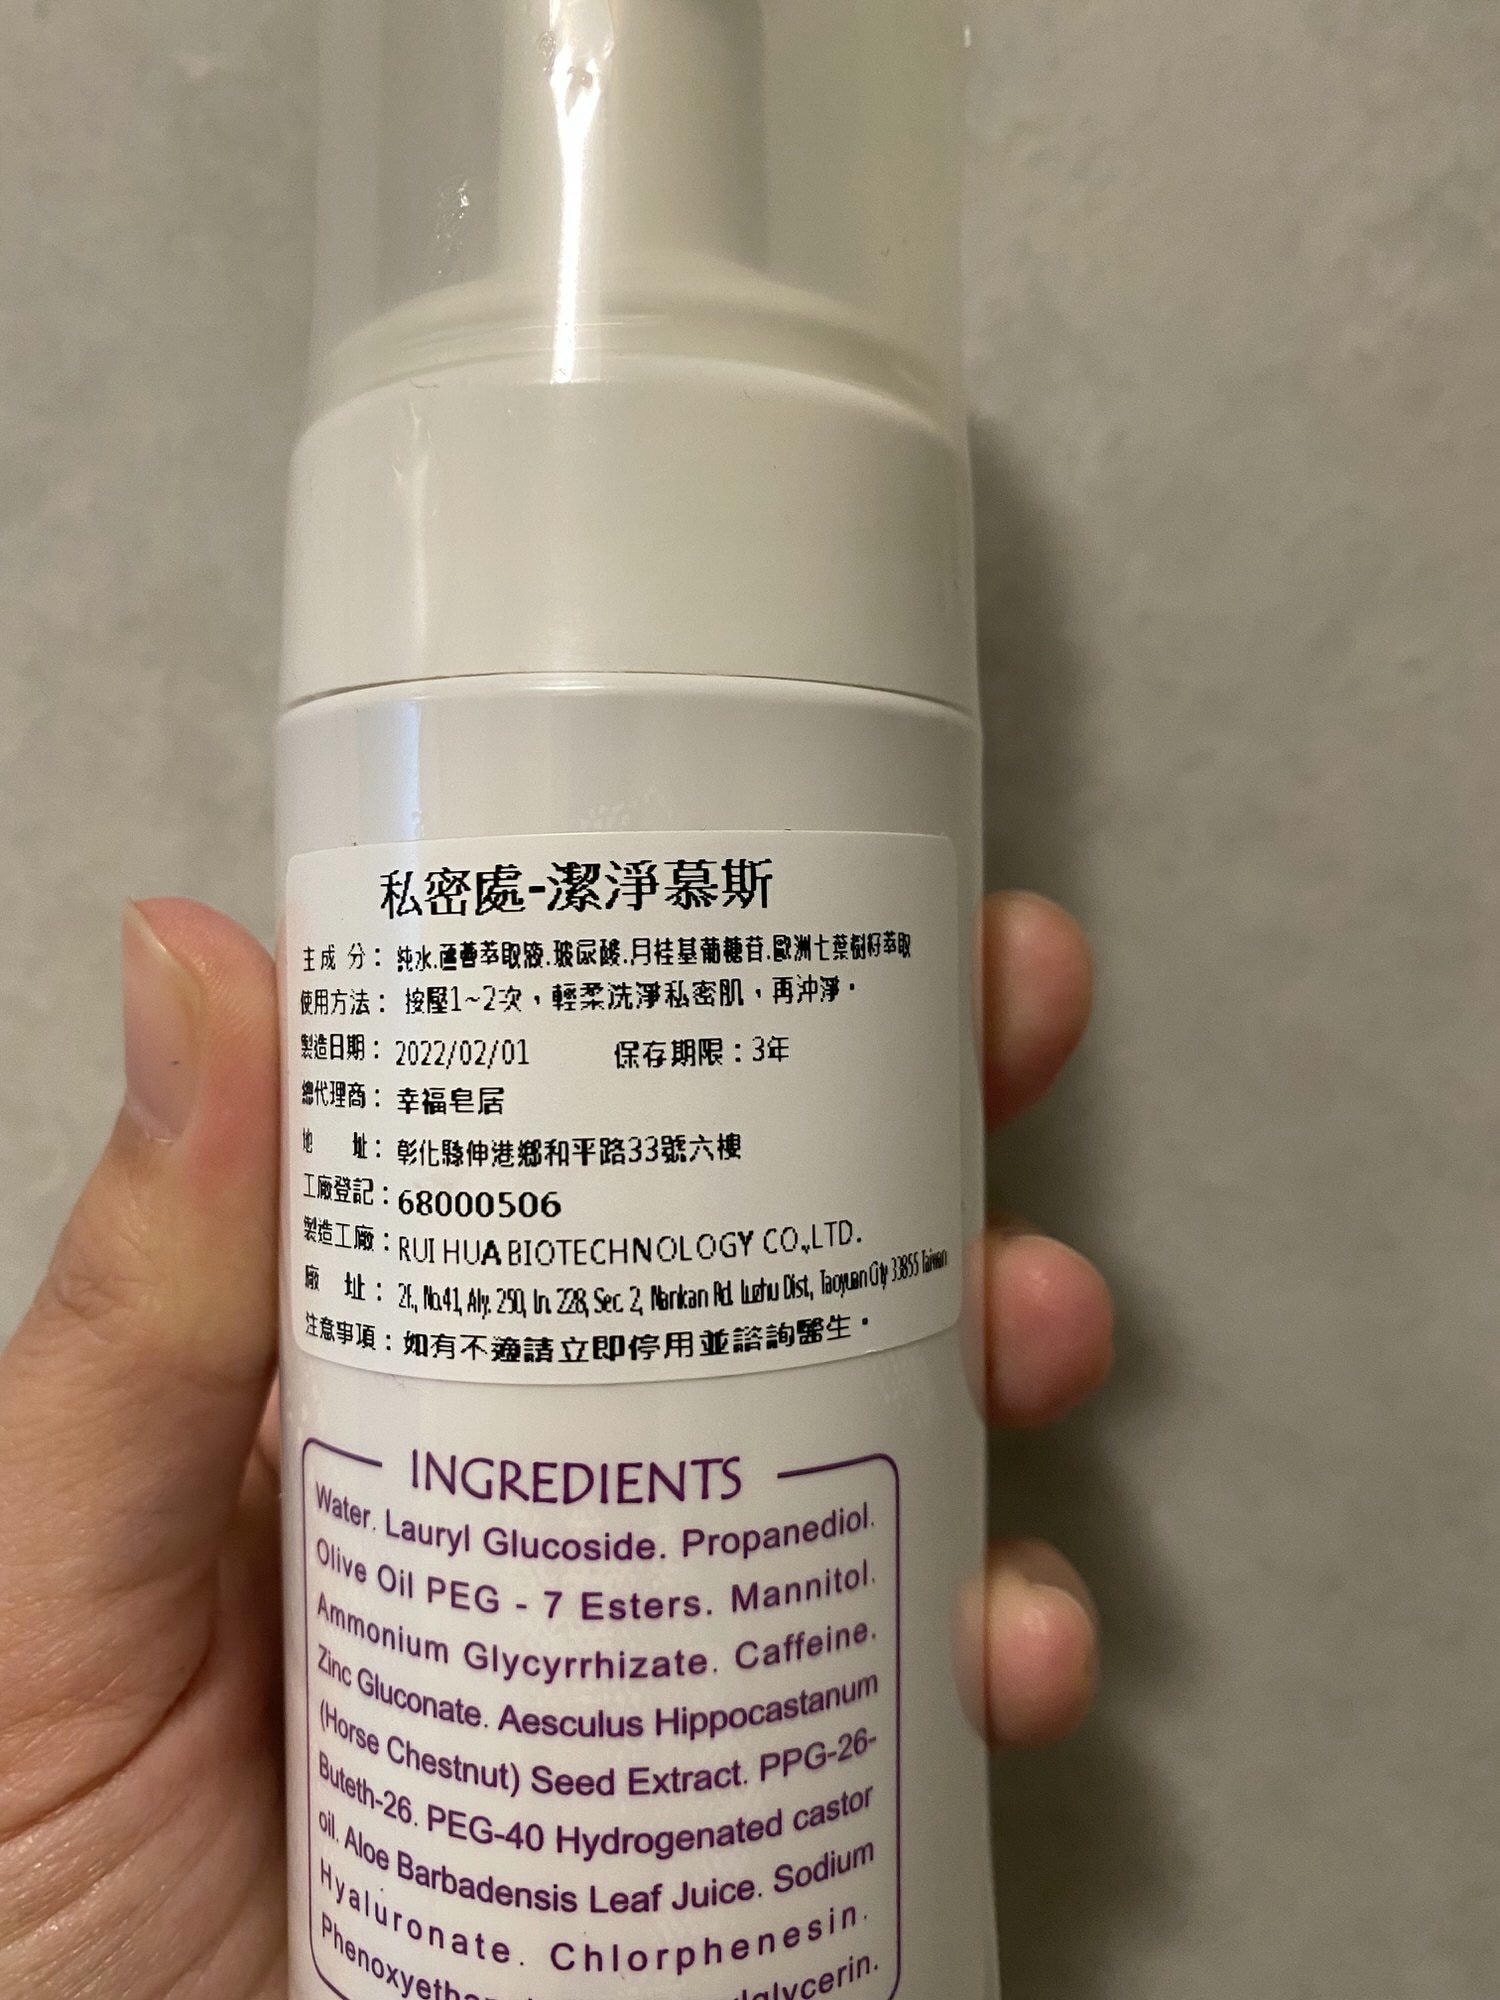 私密處-潔淨慕斯
主成分：純水.蘆薈萃取液.玻尿酸.月桂基葡糖苷.歐洲七葉樹籽萃取
使用方法：按壓1~2次，輕柔洗淨私密肌，再沖淨。
製造日期：2022/02/01 保存期限：3年
總代理商：幸福皂居
地址：彰化縣伸港鄉和平路33號六樓
工廠登記：68000506
製造工廠：RUI HUA BIOTECHNOLOGY CO.,LTD.
廠址：2F., No.41, Aly. 250, Ln. 228, Sec. 2, Nankan Rd. Luzhu Dist., Taoyuan City 33855 Taiwan
注意事項：如有不適請立即停用並諮詢醫生。
INGREDIENTS
Water. Lauryl Glucoside. Propanediol.
Olive Oil PEG - 7 Esters. Mannitol.
Ammonium Glycyrrhizate. Caffeine.
Zinc Gluconate. Aesculus Hippocastanum
(Horse Chestnut) Seed Extract. PPG-26-
Buteth-26. PEG-40 Hydrogenated castor
oil. Aloe Barbadensis Leaf Juice. Sodium
Hyaluronate. Chlorphenesin.